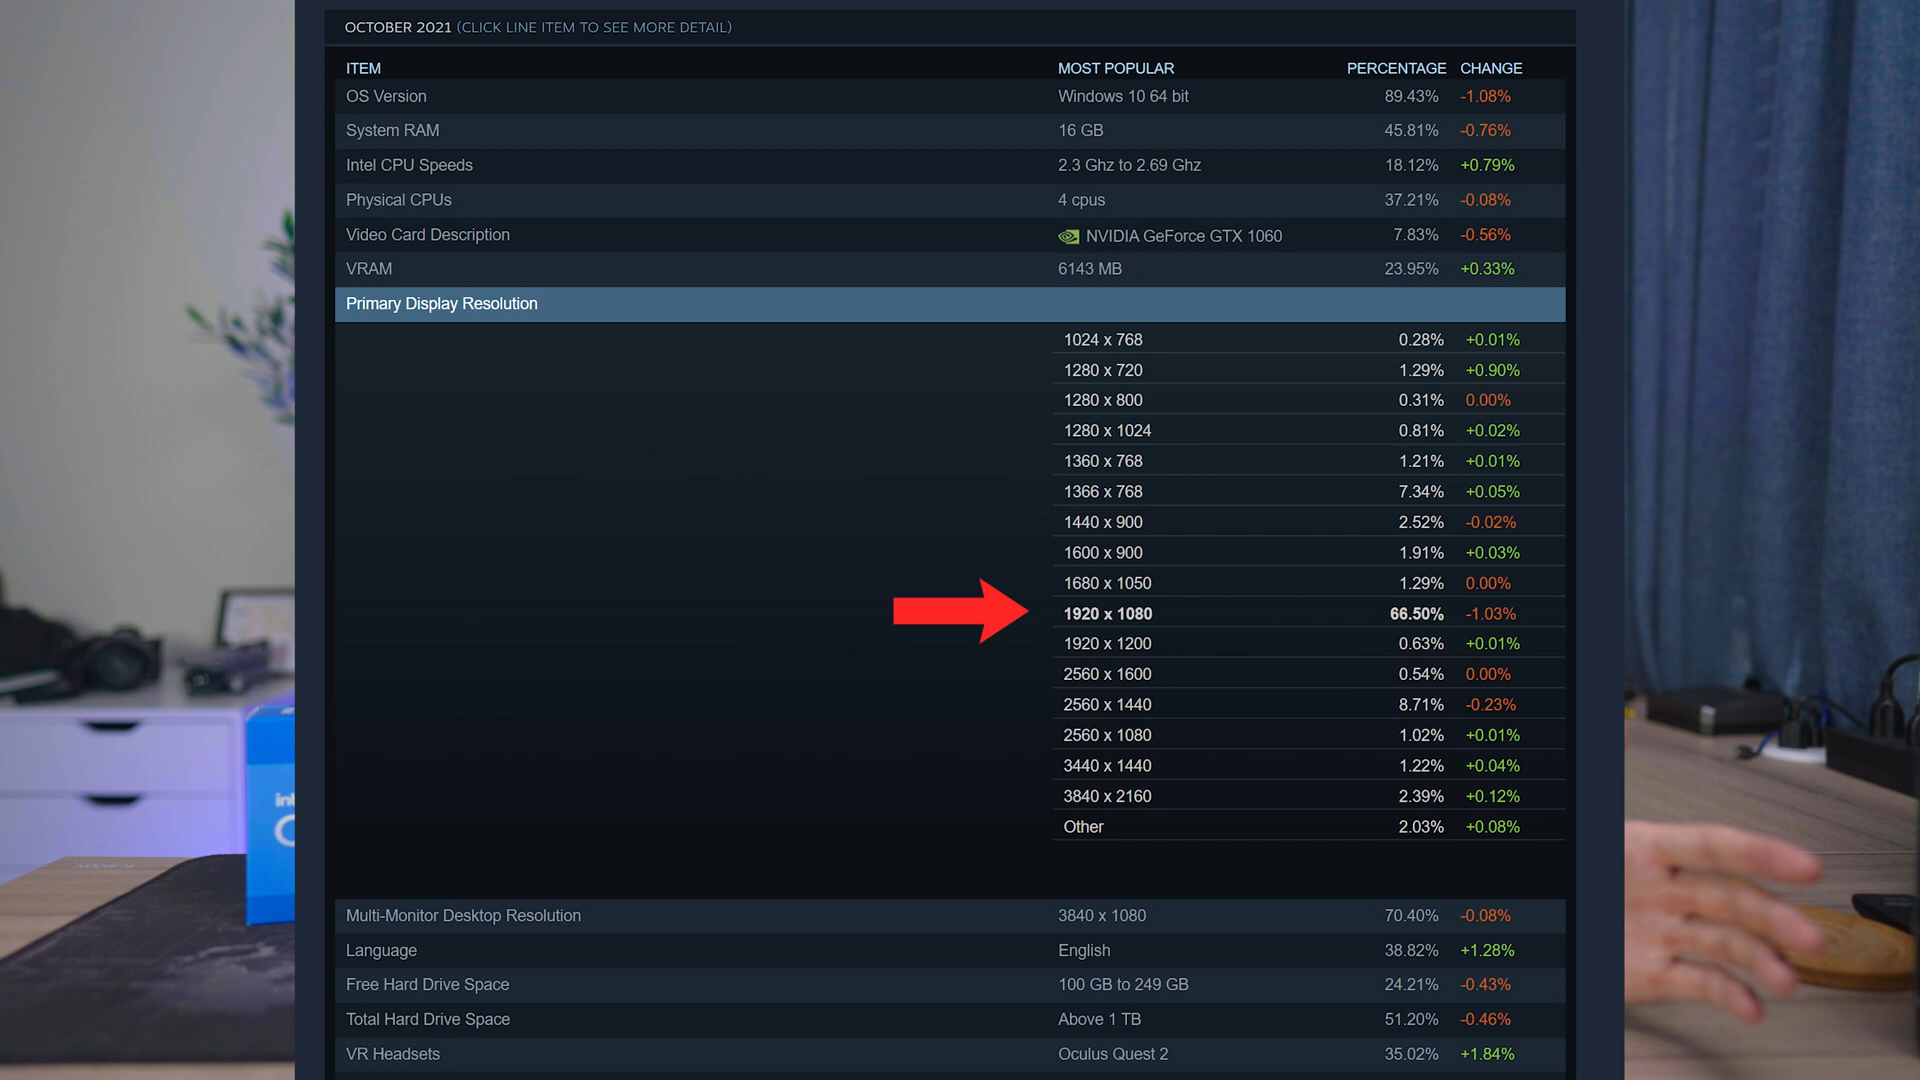 OCTOBER 2021 (CLICK LINE ITEM TO SEE MORE DETAIL)
ITEM MOST POPULAR PERCENTAGE CHANGE
OS Version Windows 10 64 bit 89.43% -1.08%
System RAM 16 GB 45.81% -0.76%
Intel CPU Speeds 2.3 Ghz to 2.69 Ghz 18.12% +0.79%
Physical CPUs 4 cpus 37.21% -0.08%
Video Card Description NVIDIA GeForce GTX 1060 7.83% -0.56%
VRAM 6143 MB 23.95% +0.33%
Primary Display Resolution
1024 x 768 0.28% +0.01%
1280 x 720 1.29% +0.90%
1280 x 800 0.31% 0.00%
1280 x 1024 0.81% +0.02%
1360 x 768 1.21% +0.01%
1366 x 768 7.34% +0.05%
1440 x 900 2.52% -0.02%
1600 x 900 1.91% +0.03%
1680 x 1050 1.29% 0.00%
1920 x 1080 66.50% -1.03%
1920 x 1200 0.63% +0.01%
2560 x 1600 0.54% 0.00%
2560 x 1440 8.71% -0.23%
2560 x 1080 1.02% +0.01%
3440 x 1440 1.22% +0.04%
3840 x 2160 2.39% +0.12%
Other 2.03% +0.08%
Multi-Monitor Desktop Resolution 3840 x 1080 70.40% -0.08%
Language English 38.82% +1.28%
Free Hard Drive Space 100 GB to 249 GB 24.21% -0.43%
Total Hard Drive Space Above 1 TB 51.20% -0.46%
VR Headsets Oculus Quest 2 35.02% +1.84%